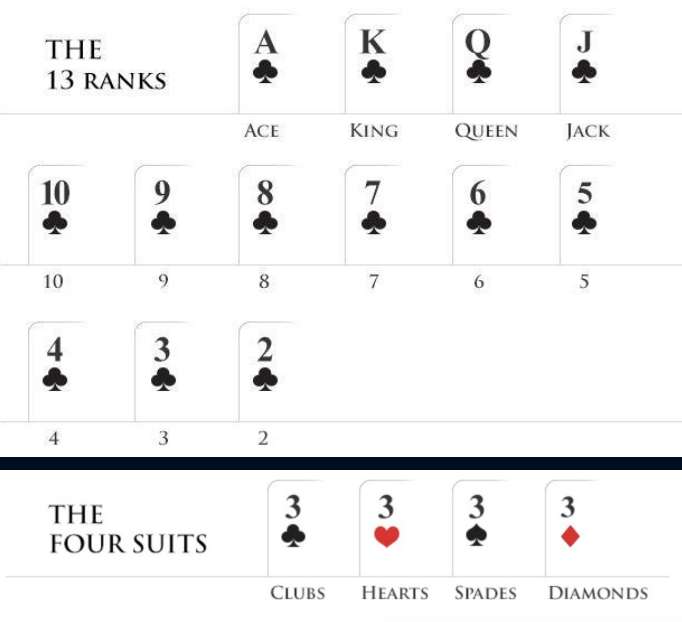 THE
13 RANKS
A K Q J
ACE KING QUEEN JACK
10 9 8 7 6 5
10 9 8 7 6 5
4 3 2
4 3 2
THE
FOUR SUITS
3 3 3 3
CLUBS HEARTS SPADES DIAMONDS